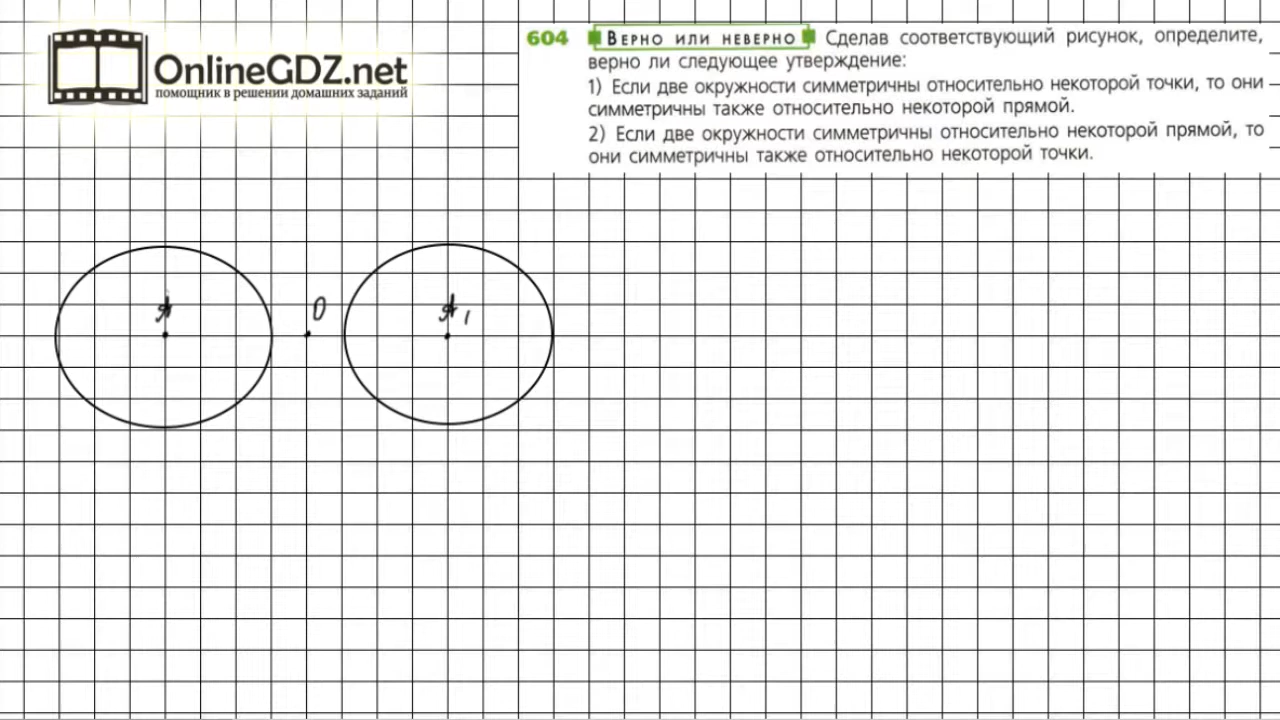 OnlineGDZ.net
помощник в решении домашних заданий
604 ВЕРНО ИЛИ НЕВЕРНО Сделав соответствующий рисунок, определите,
верно ли следующее утверждение:
1) Если две окружности симметричны относительно некоторой точки, то они
симметричны также относительно некоторой прямой.
2) Если две окружности симметричны относительно некоторой прямой, то
они симметричны также относительно некоторой точки.
A O A₁